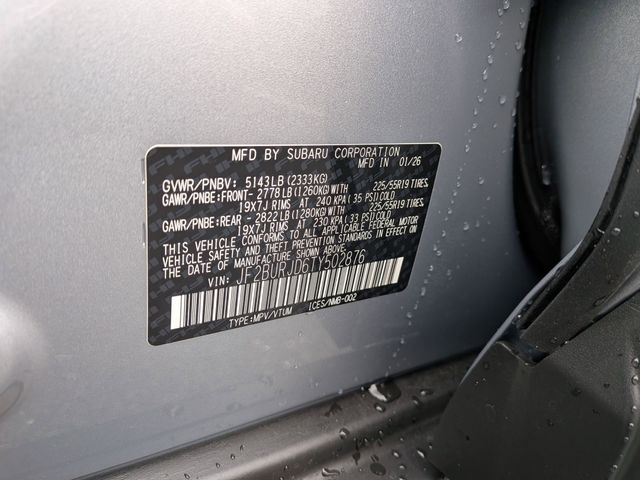 MFD BY SUBARU CORPORATION
MFD IN 01/26
GVWR/PNBV: 5143LB(2333KG)
GAWR/PNBE:FRONT- 2778LB(1260KG)WITH 225/55R19 TIRES,
19X7J RIMS AT 240 KPA(35 PSI)COLD
GAWR/PNBE:REAR - 2822LB(1280KG)WITH 225/55R19 TIRES,
19X7J RIMS AT 230 KPA(33 PSI)COLD
THIS VEHICLE CONFORMS TO ALL APPLICABLE FEDERAL MOTOR
VEHICLE SAFETY AND THEFT PREVENTION STANDARDS IN EFFECT ON
THE DATE OF MANUFACTURE SHOWN ABOVE.
VIN: JF2BURJD6TY502876
ICES/NMB-002
TYPE:MPV/VTUM